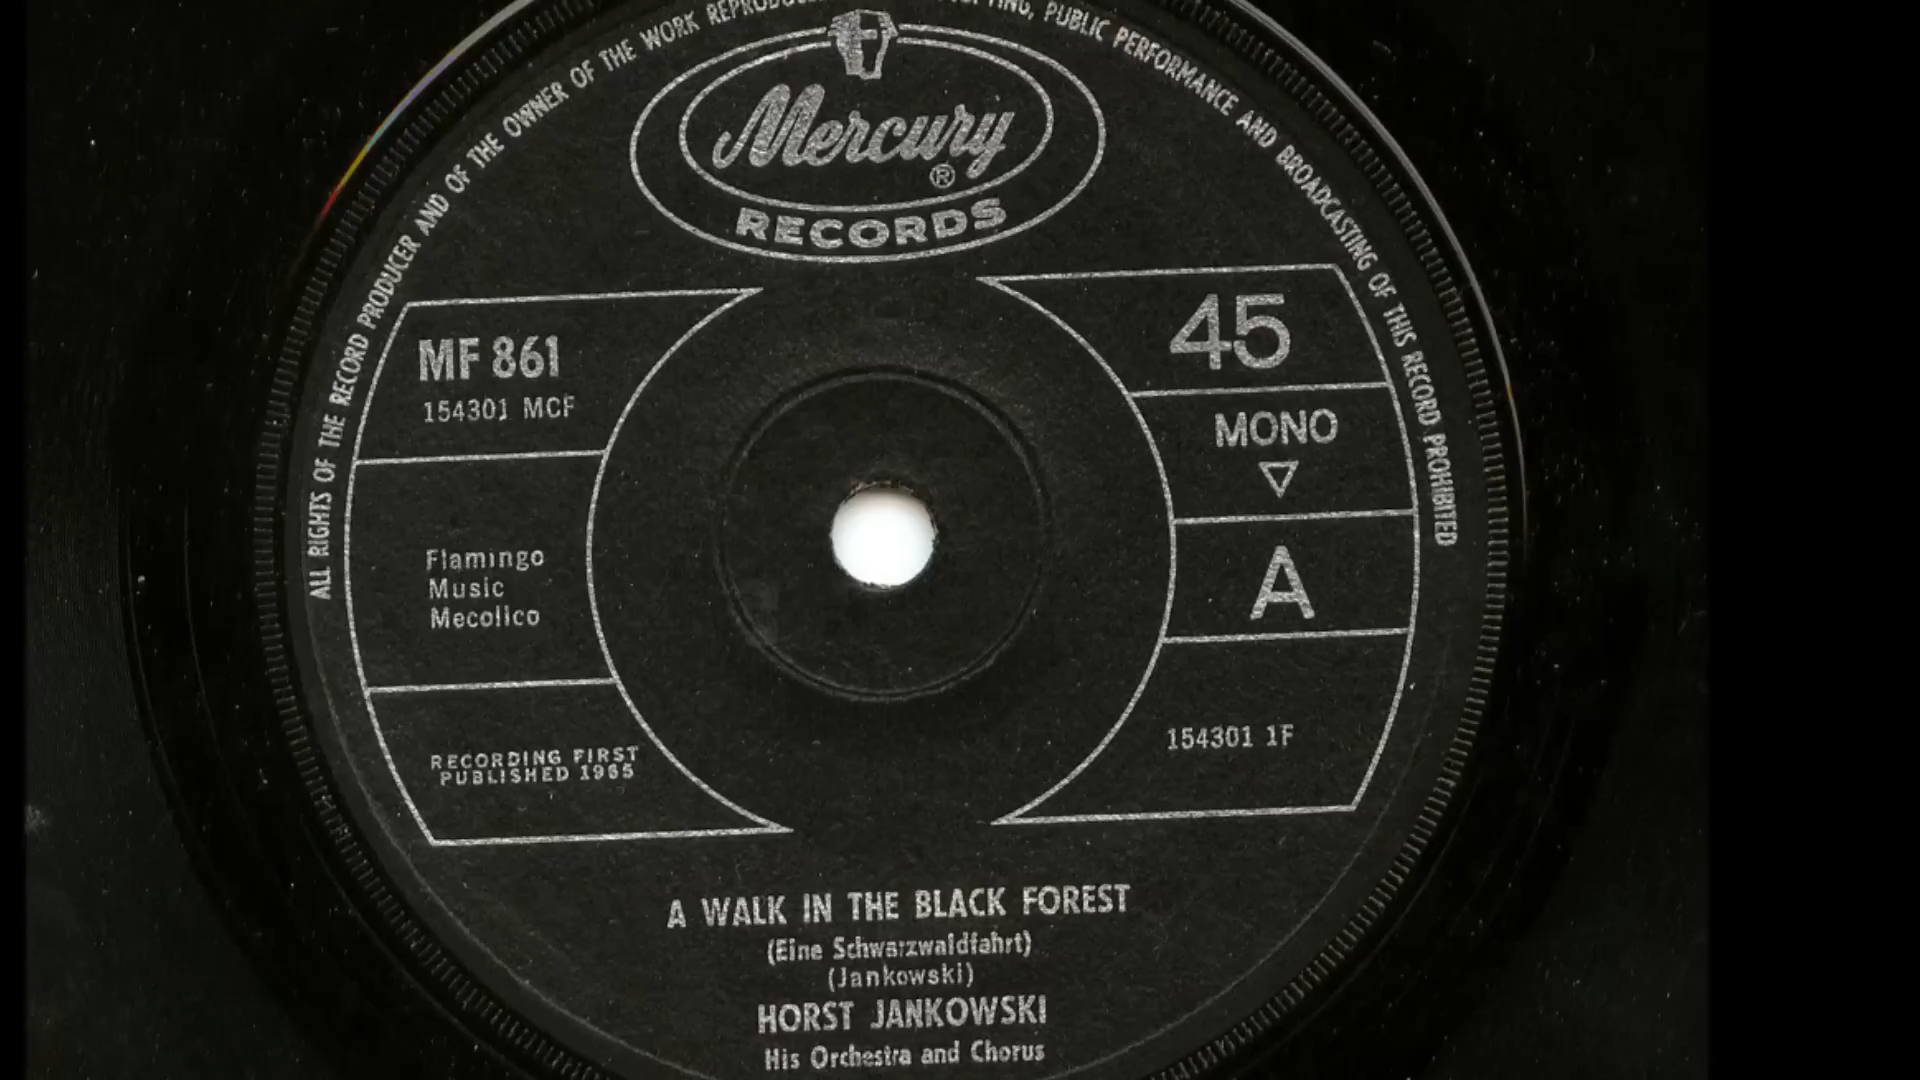 ALL RIGHTS OF THE RECORD PRODUCER AND OF THE OWNER OF THE WORK
PUBLIC PERFORMANCE AND BROADCASTING OF THIS RECORD PROHIBITED
Mercury
®
RECORDS
MF 861
154301 MCF
Flamingo
Music
Mecolico
RECORDING FIRST
PUBLISHED 1965
45
MONO
A
154301 1F
A WALK IN THE BLACK FOREST
(Eine Schwarzwaldfahrt)
(Jankowski)
HORST JANKOWSKI
His Orchestra and Chorus